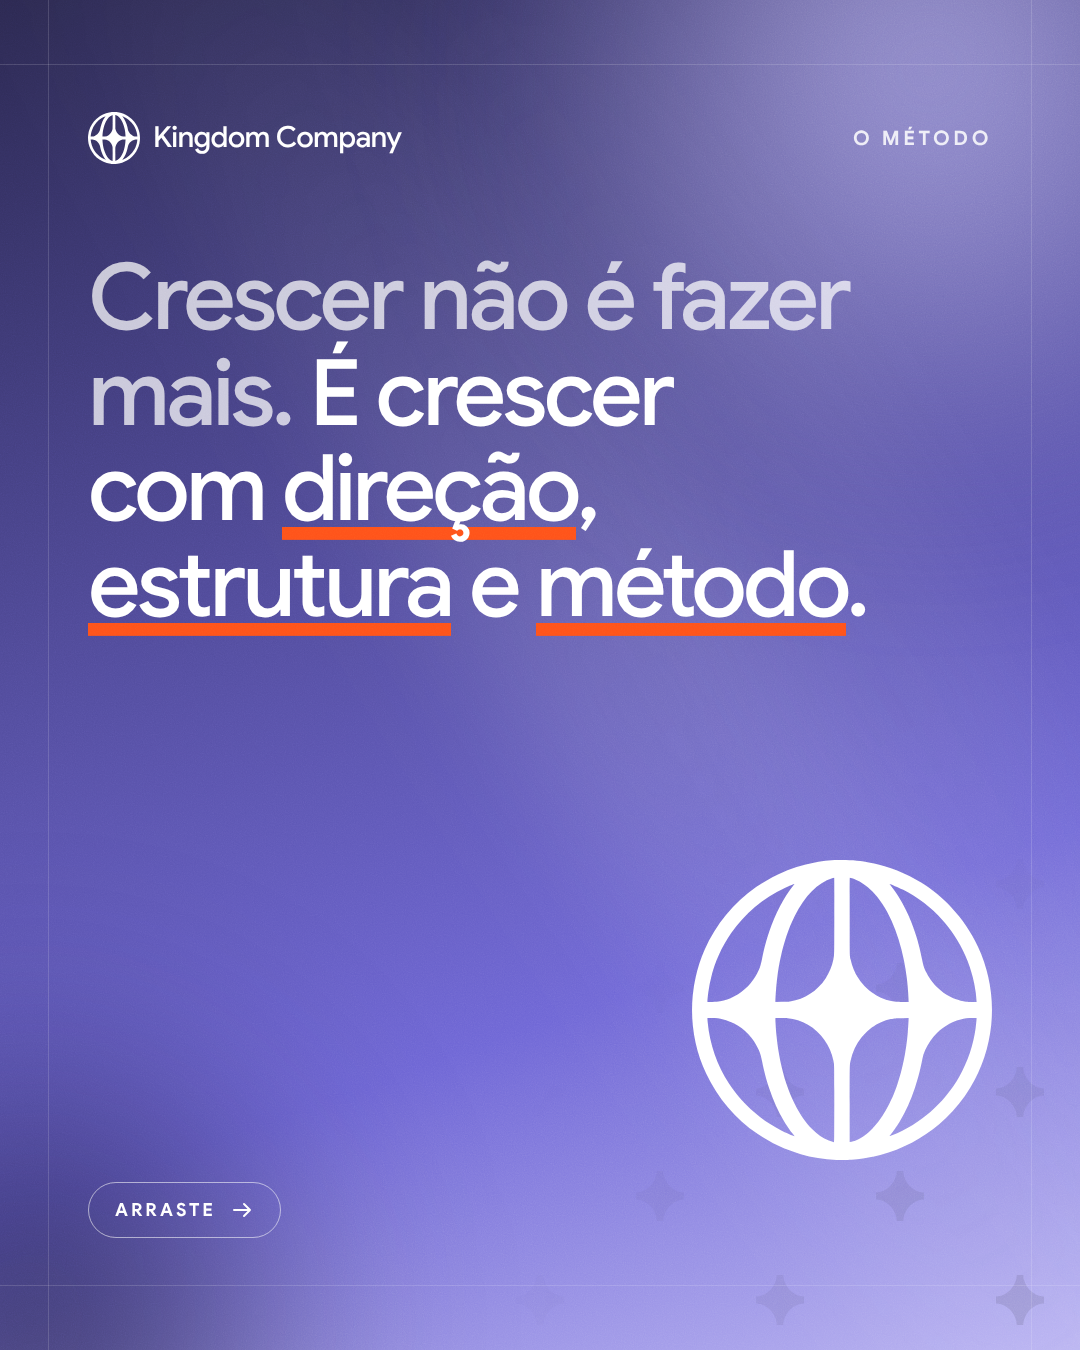 Kingdom Company
O MÉTODO
Crescer não é fazer
mais. É crescer
com direção,
estrutura e método.
ARRASTE →